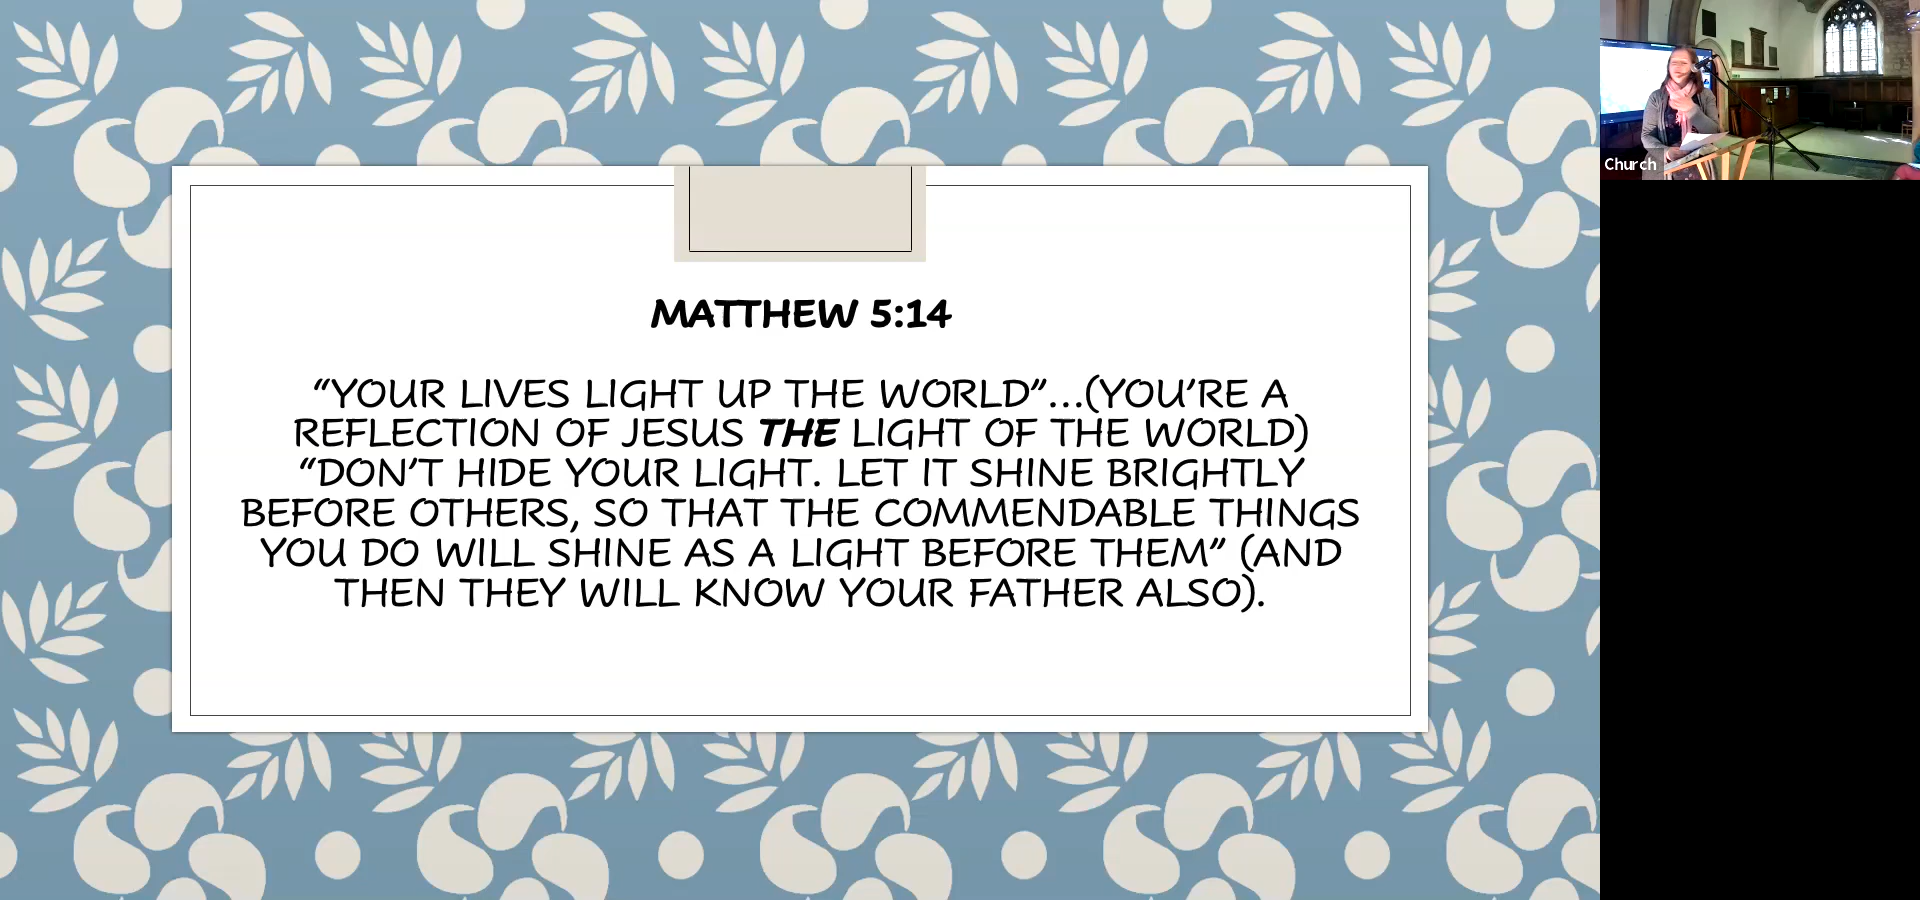 MATTHEW 5:14
“YOUR LIVES LIGHT UP THE WORLD”...(YOU’RE A
REFLECTION OF JESUS THE LIGHT OF THE WORLD)
“DON’T HIDE YOUR LIGHT. LET IT SHINE BRIGHTLY
BEFORE OTHERS, SO THAT THE COMMENDABLE THINGS
YOU DO WILL SHINE AS A LIGHT BEFORE THEM” (AND
THEN THEY WILL KNOW YOUR FATHER ALSO).
Church